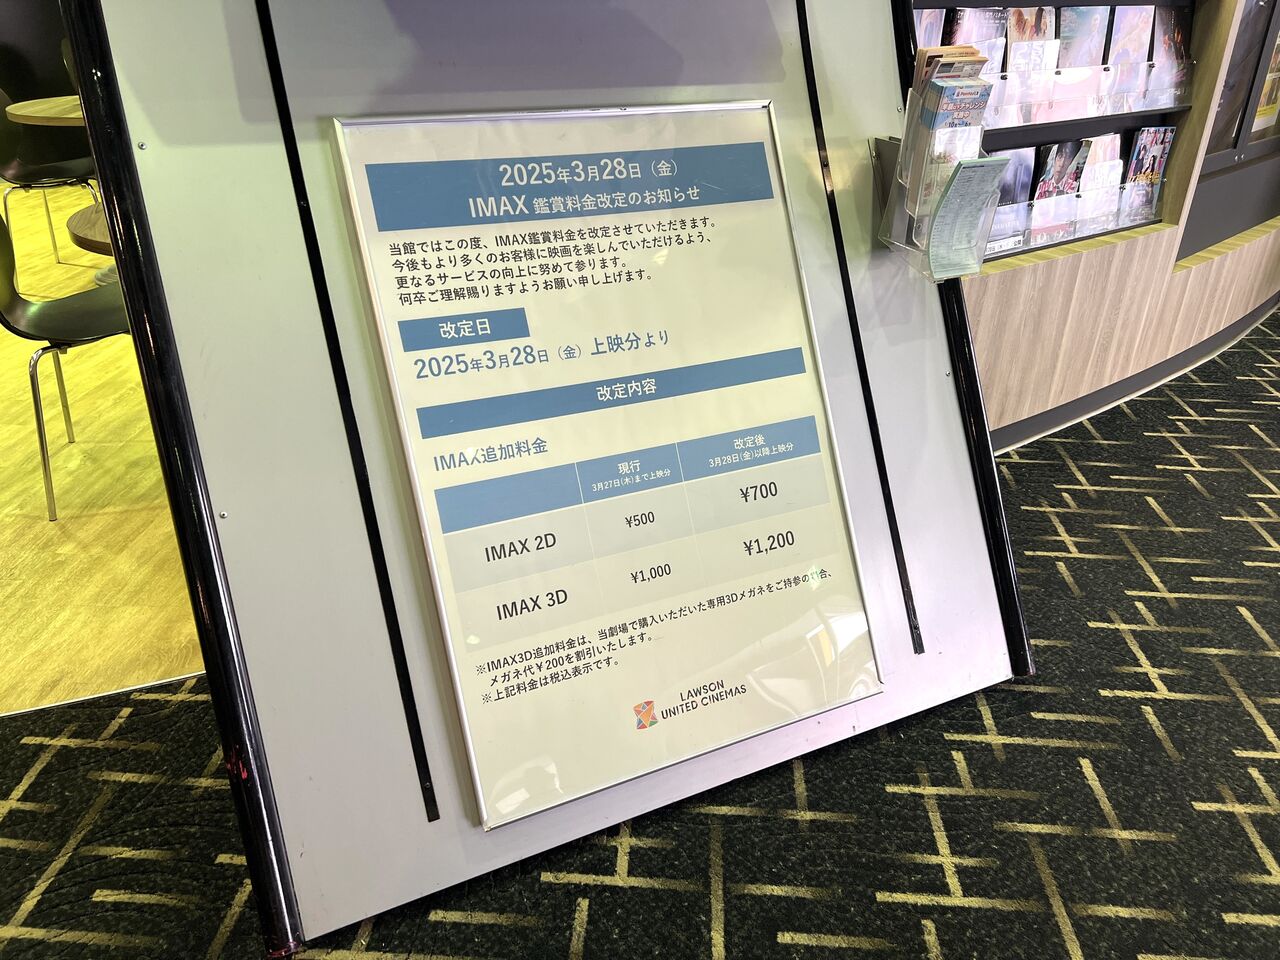 2025年3月28日（金）
IMAX 鑑賞料金改定のお知らせ
当館ではこの度、IMAX鑑賞料金を改定させていただきます。
今後もより多くのお客様に映画を楽しんでいただけるよう、
更なるサービスの向上に努めて参ります。
何卒ご理解賜りますようお願い申し上げます。
改定日
2025年3月28日（金）上映分より
改定内容
IMAX追加料金
現行
3月27日(木)まで上映分
改定後
3月28日(金)以降上映分
IMAX 2D
¥500
¥700
IMAX 3D
¥1,000
¥1,200
※IMAX3D追加料金は、当劇場で購入いただいた専用3Dメガネをご持参の場合、
メガネ代￥200を割引いたします。
※上記料金は税込表示です。
LAWSON
UNITED CINEMAS